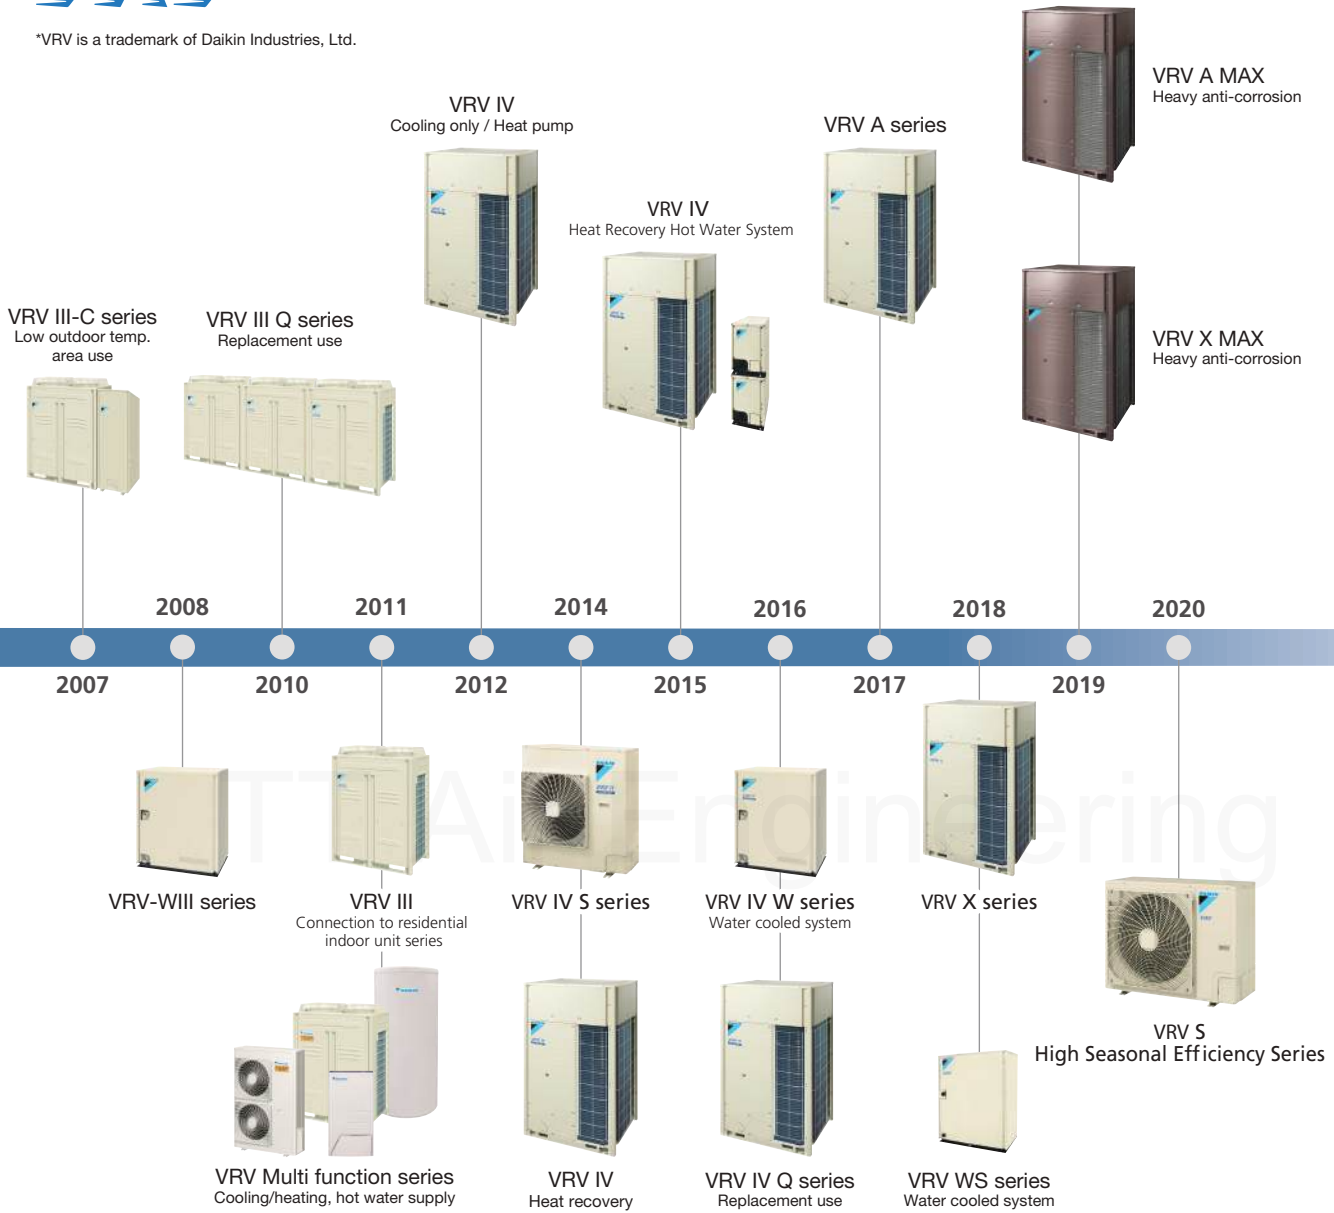 *VRV is a trademark of Daikin Industries, Ltd.
VRV A MAX
Heavy anti-corrosion
VRV IV
Cooling only / Heat pump
VRV A series
VRV IV
Heat Recovery Hot Water System
VRV III-C series
Low outdoor temp.
area use
VRV III Q series
Replacement use
VRV X MAX
Heavy anti-corrosion
2008
2011
2014
2016
2018
2020
2007
2010
2012
2015
2017
2019
VRV-WIII series
VRV III
Connection to residential
indoor unit series
VRV IV S series
VRV IV W series
Water cooled system
VRV X series
VRV S
High Seasonal Efficiency Series
VRV Multi function series
Cooling/heating, hot water supply
VRV IV
Heat recovery
VRV IV Q series
Replacement use
VRV WS series
Water cooled system